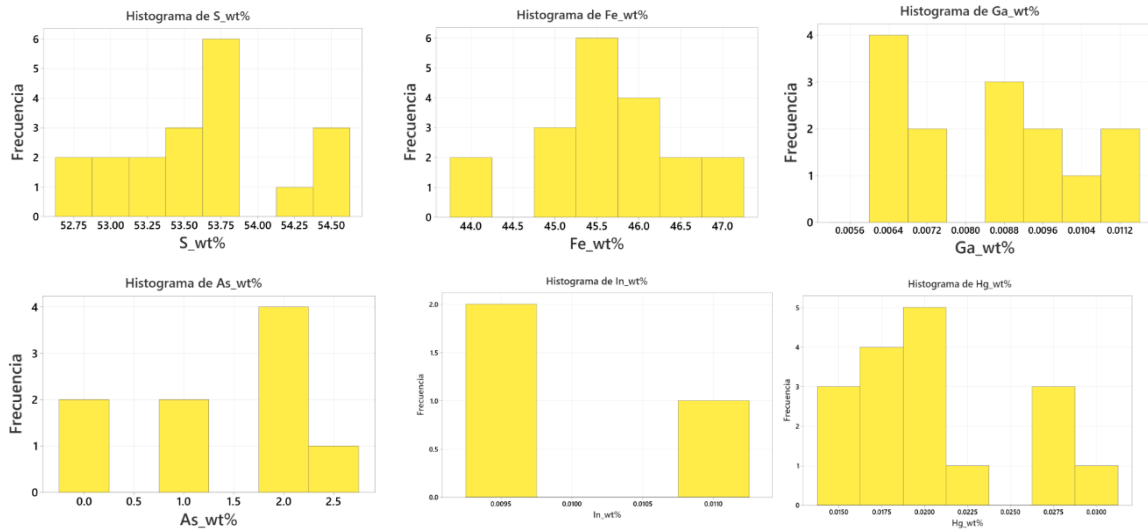 Histograma de S_wt%
Frecuencia
6
5
4
3
2
1
0
52.75 53.00 53.25 53.50 53.75 54.00 54.25 54.50
S_wt%
Histograma de Fe_wt%
Frecuencia
6
5
4
3
2
1
0
44.0 44.5 45.0 45.5 46.0 46.5 47.0
Fe_wt%
Histograma de Ga_wt%
Frecuencia
4
3
2
1
0
0.0056 0.0064 0.0072 0.0080 0.0088 0.0096 0.0104 0.0112
Ga_wt%
Histograma de As_wt%
Frecuencia
4
3
2
1
0
0.0 0.5 1.0 1.5 2.0 2.5
As_wt%
Histograma de In_wt%
Frecuencia
2.0
1.5
1.0
0.5
0.0
0.0095 0.0100 0.0105 0.0110
In_wt%
Histograma de Hg_wt%
Frecuencia
5
4
3
2
1
0
0.0150 0.0175 0.0200 0.0225 0.0250 0.0275 0.0300
Hg_wt%